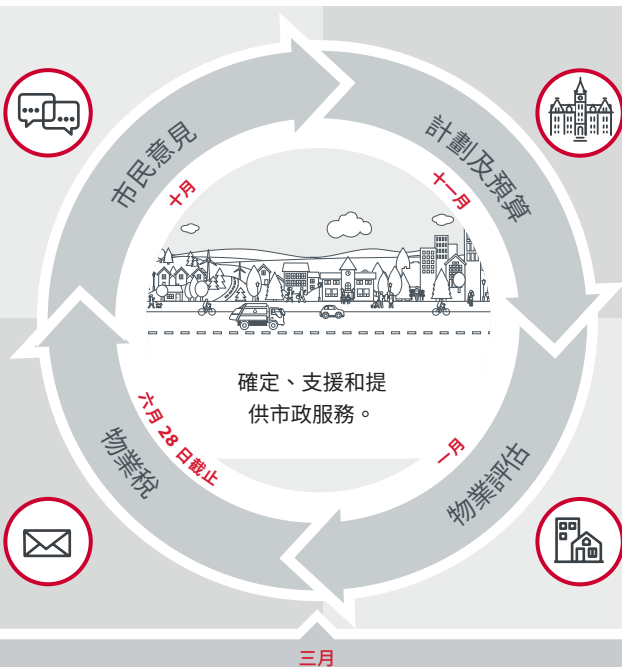 市民意見
十月
計劃及預算
十一月
確定、支援和提
供市政服務。
物業稅
六月 28 日截止
物業評估
一月
三月